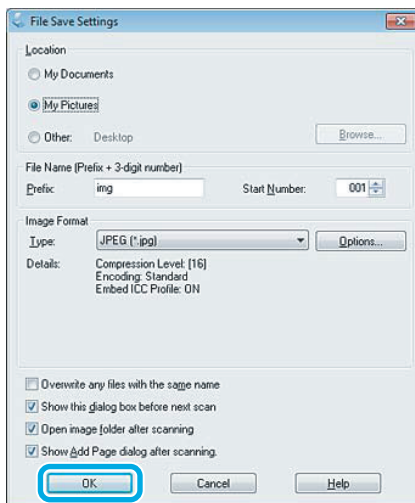 File Save Settings
Location
My Documents
My Pictures
Other: Desktop Browse...
File Name (Prefix + 3-digit number)
Prefix: img Start Number: 001
Image Format
Type: JPEG (*.jpg) Options...
Details: Compression Level: [16]
Encoding: Standard
Embed ICC Profile: ON
Overwrite any files with the same name
Show this dialog box before next scan
Open image folder after scanning
Show Add Page dialog after scanning.
OK Cancel Help